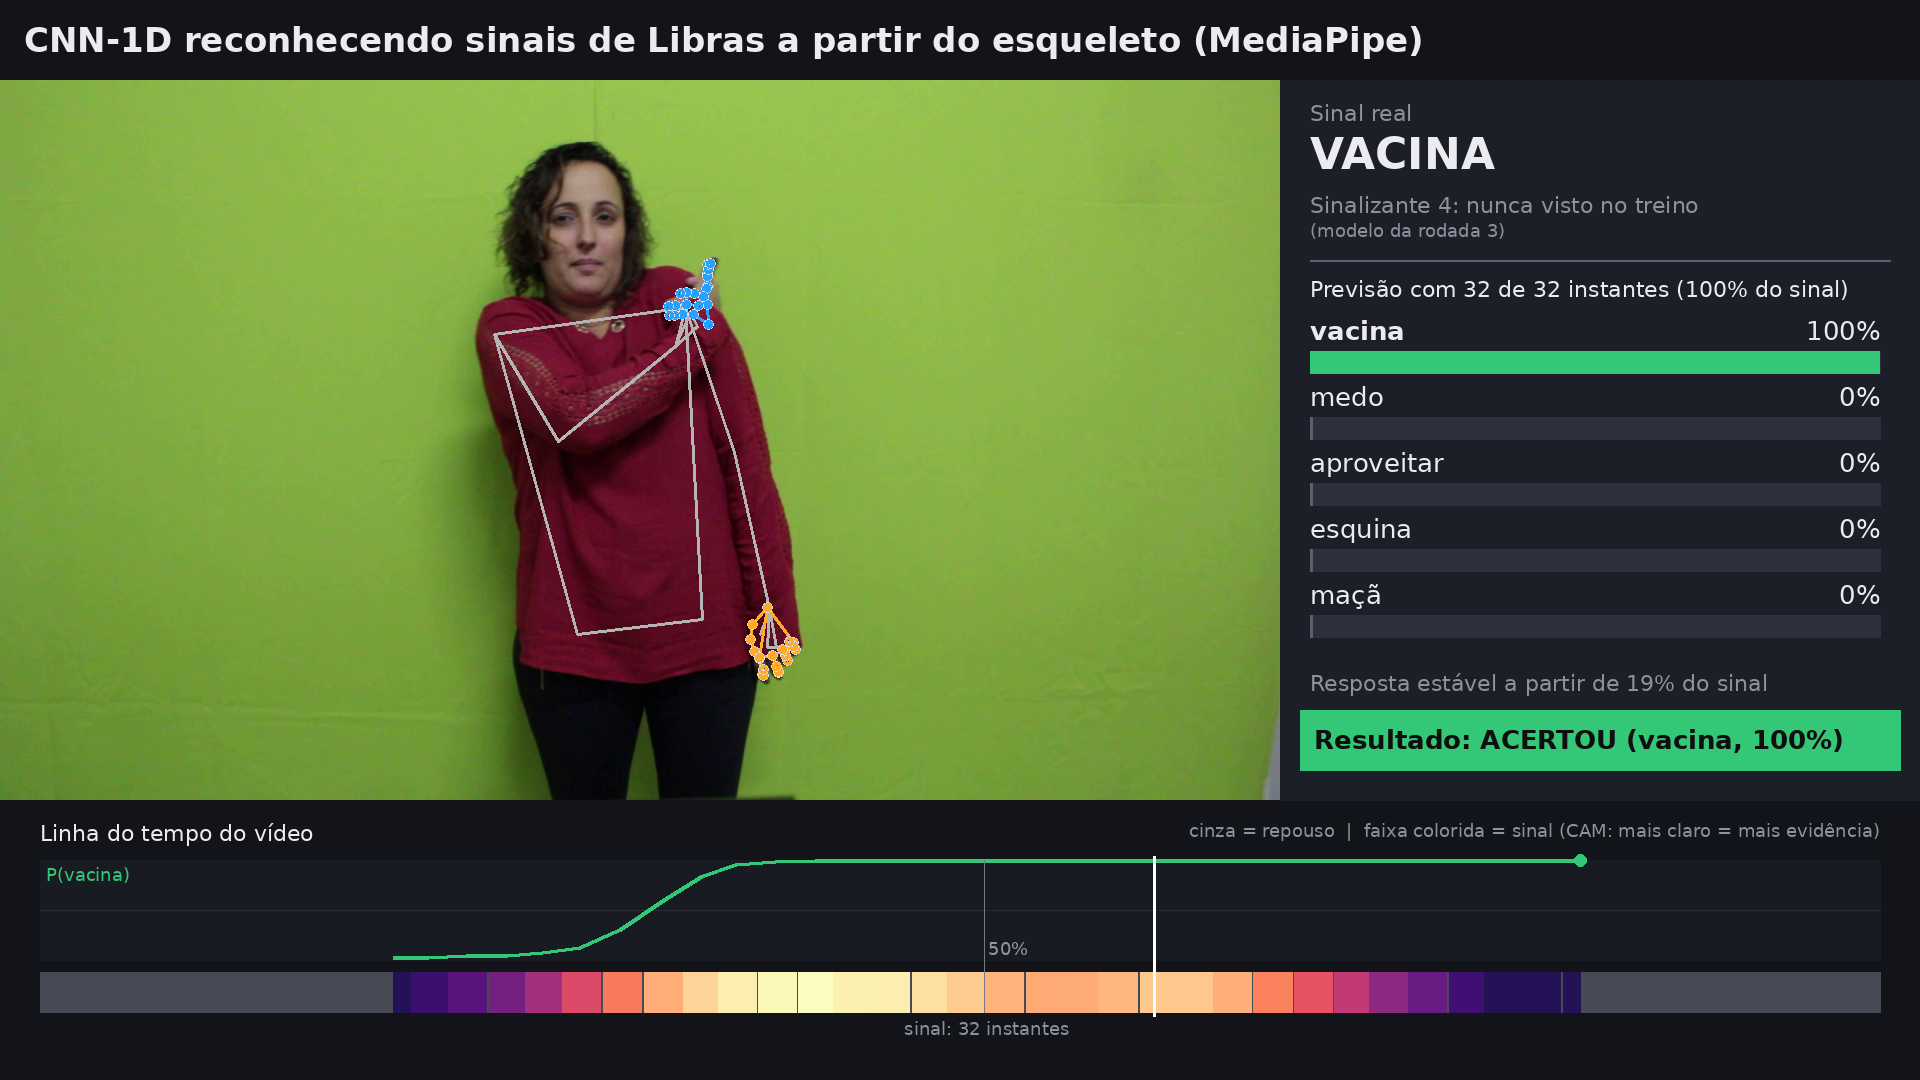 CNN-1D reconhecendo sinais de Libras a partir do esqueleto (MediaPipe)
Sinal real
VACINA
Sinalizante 4: nunca visto no treino
(modelo da rodada 3)
Previsão com 32 de 32 instantes (100% do sinal)
vacina 100%
medo 0%
aproveitar 0%
esquina 0%
maçã 0%
Resposta estável a partir de 19% do sinal
Resultado: ACERTOU (vacina, 100%)
Linha do tempo do vídeo
cinza = repouso | faixa colorida = sinal (CAM: mais claro = mais evidência)
P(vacina)
50%
sinal: 32 instantes